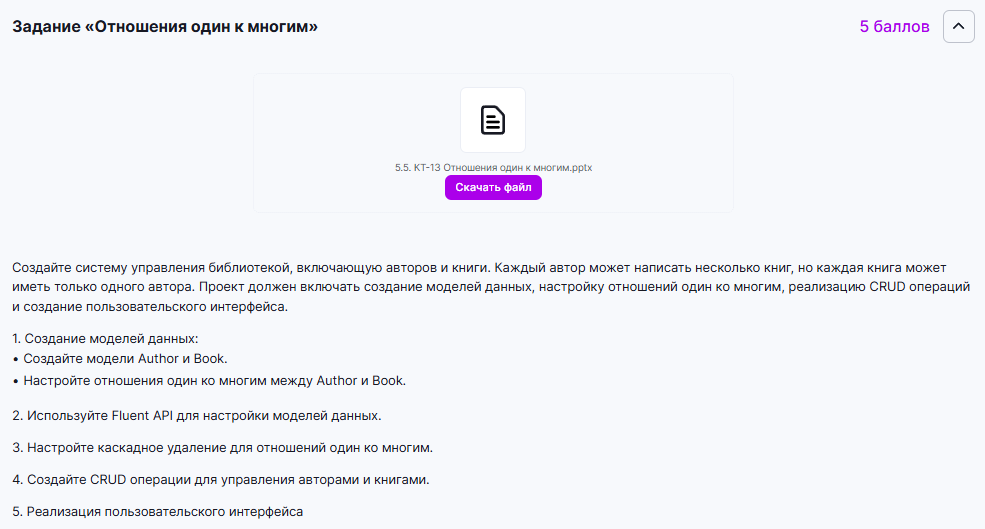 Задание «Отношения один к многим»
5 баллов
5.5. КТ-13 Отношения один к многим.pptx
Скачать файл
Создайте систему управления библиотекой, включающую авторов и книги. Каждый автор может написать несколько книг, но каждая книга может
иметь только одного автора. Проект должен включать создание моделей данных, настройку отношений один ко многим, реализацию CRUD операций
и создание пользовательского интерфейса.
1. Создание моделей данных:
• Создайте модели Author и Book.
• Настройте отношения один ко многим между Author и Book.
2. Используйте Fluent API для настройки моделей данных.
3. Настройте каскадное удаление для отношений один ко многим.
4. Создайте CRUD операции для управления авторами и книгами.
5. Реализация пользовательского интерфейса